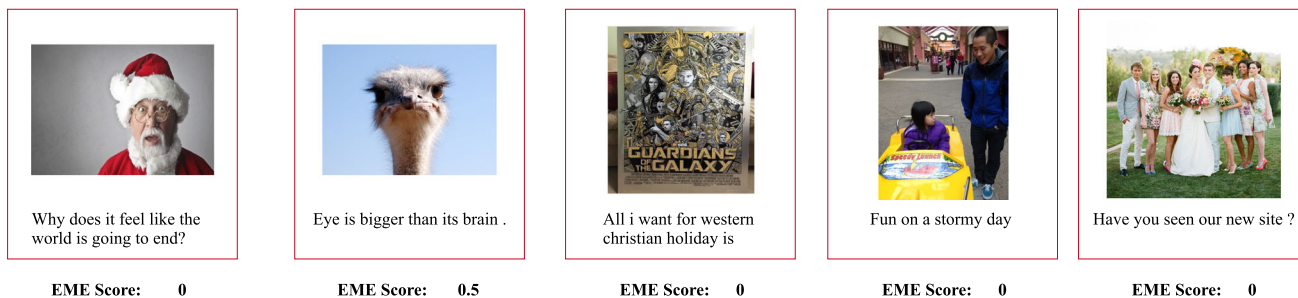 GUARDIANS
OF THE GALAXY
Speedy Launch
Why does it feel like the
world is going to end?
Eye is bigger than its brain .
All i want for western
christian holiday is
Fun on a stormy day
Have you seen our new site ?
EME Score: 0
EME Score: 0.5
EME Score: 0
EME Score: 0
EME Score: 0